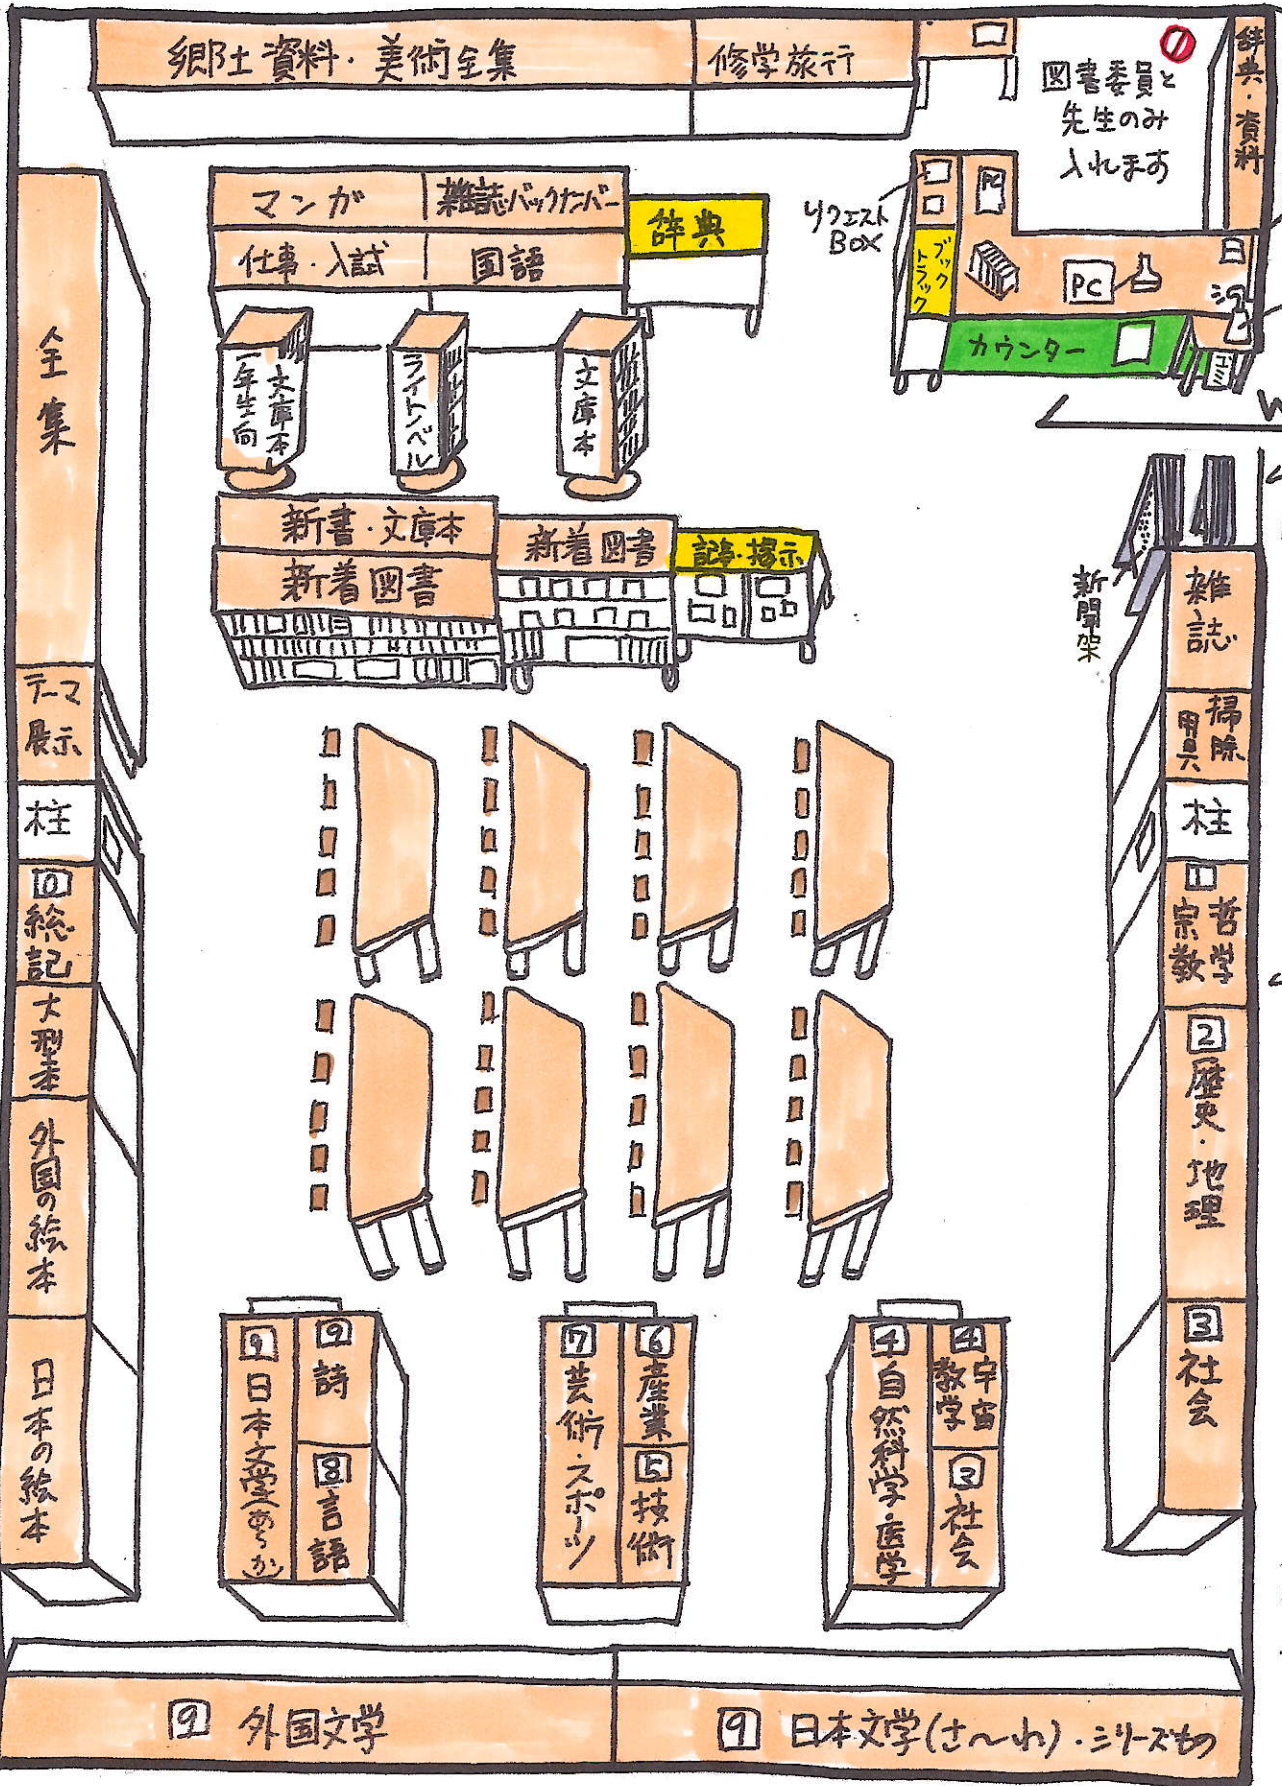 郷土資料・美術全集
修学旅行
図書委員と
先生のみ
入れます
辞典・資料
マンガ
雑誌バックナンバー
仕事・入試
国語
辞典
リクエスト
BOX
PC
ブック
トラック
PC
カウンター
ゴミ
全集
文庫本
一年生向
ライトノベル
文庫本
新書・文庫本
新着図書
新着図書
記事・掲示
新聞架
雑誌
掃除
用具
柱
1
哲学
宗教
2
歴史・地理
3
社会
テーマ
展示
柱
0
総記
大型本
外国の絵本
日本の絵本
9
日本文学(あ〜か)
9
詩
8
言語
7
芸術・スポーツ
6
産業
5
技術
4
自然科学・医学
4
宇宙
数学
3
社会
9 外国文学
9 日本文学(さ〜わ)・シリーズもの